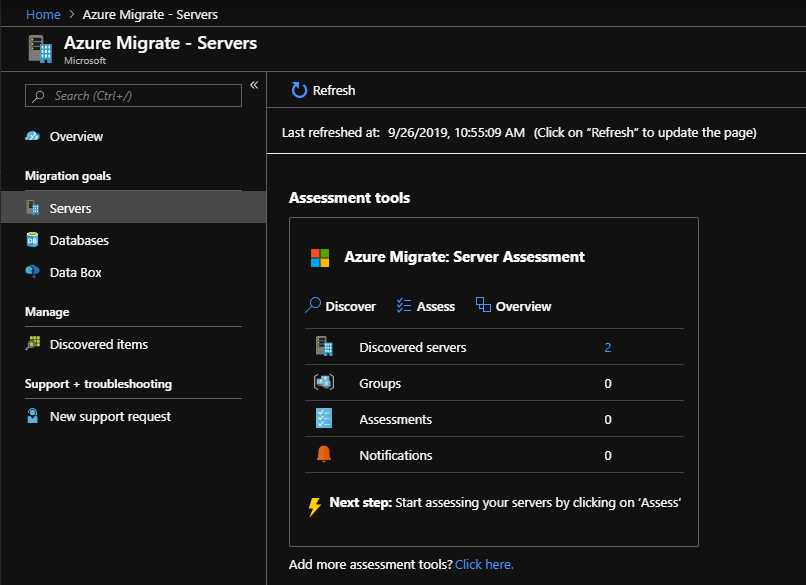 Home > Azure Migrate - Servers
Azure Migrate - Servers
Microsoft
Search (Ctrl+/)
«
Overview
Migration goals
Servers
Databases
Data Box
Manage
Discovered items
Support + troubleshooting
New support request
Refresh
Last refreshed at: 9/26/2019, 10:55:09 AM (Click on “Refresh” to update the page)
Assessment tools
Azure Migrate: Server Assessment
Discover Assess Overview
Discovered servers 2
Groups 0
Assessments 0
Notifications 0
Next step: Start assessing your servers by clicking on ‘Assess’
Add more assessment tools? Click here.